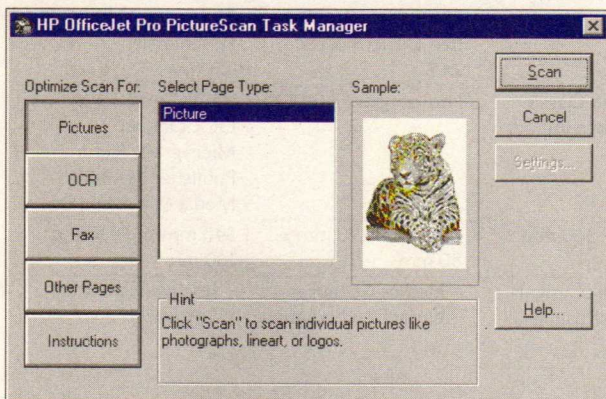 HP OfficeJet Pro PictureScan Task Manager
Optimize Scan For:
Pictures
OCR
Fax
Other Pages
Instructions
Select Page Type:
Picture
Sample:
Scan
Cancel
Settings...
Help...
Hint
Click "Scan" to scan individual pictures like
photographs, lineart, or logos.